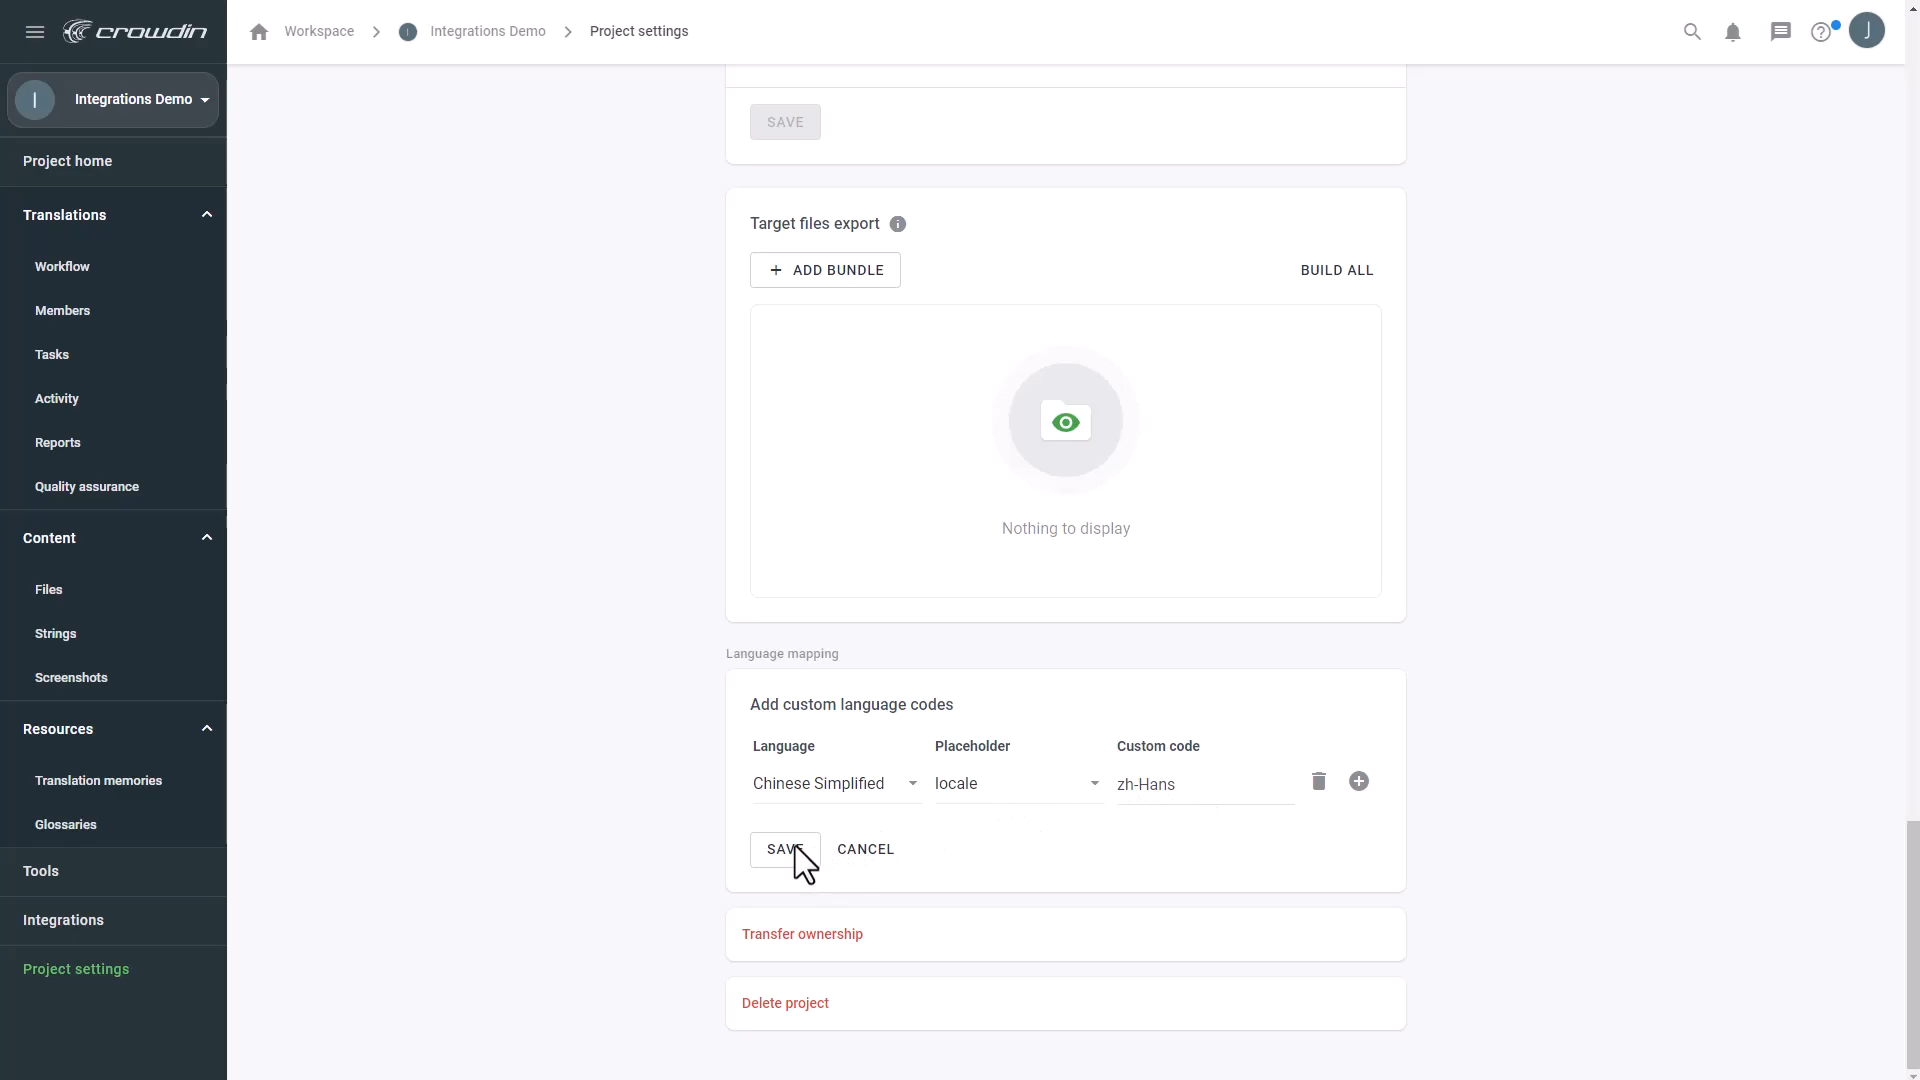 crowdin
Workspace
I
Integrations Demo
Project settings
J
I
Integrations Demo
Project home
Translations
Workflow
Members
Tasks
Activity
Reports
Quality assurance
Content
Files
Strings
Screenshots
Resources
Translation memories
Glossaries
Tools
Integrations
Project settings
SAVE
Target files export
ADD BUNDLE
BUILD ALL
Nothing to display
Language mapping
Add custom language codes
Language Placeholder Custom code
Chinese Simplified locale zh-Hans
SAVE CANCEL
Transfer ownership
Delete project